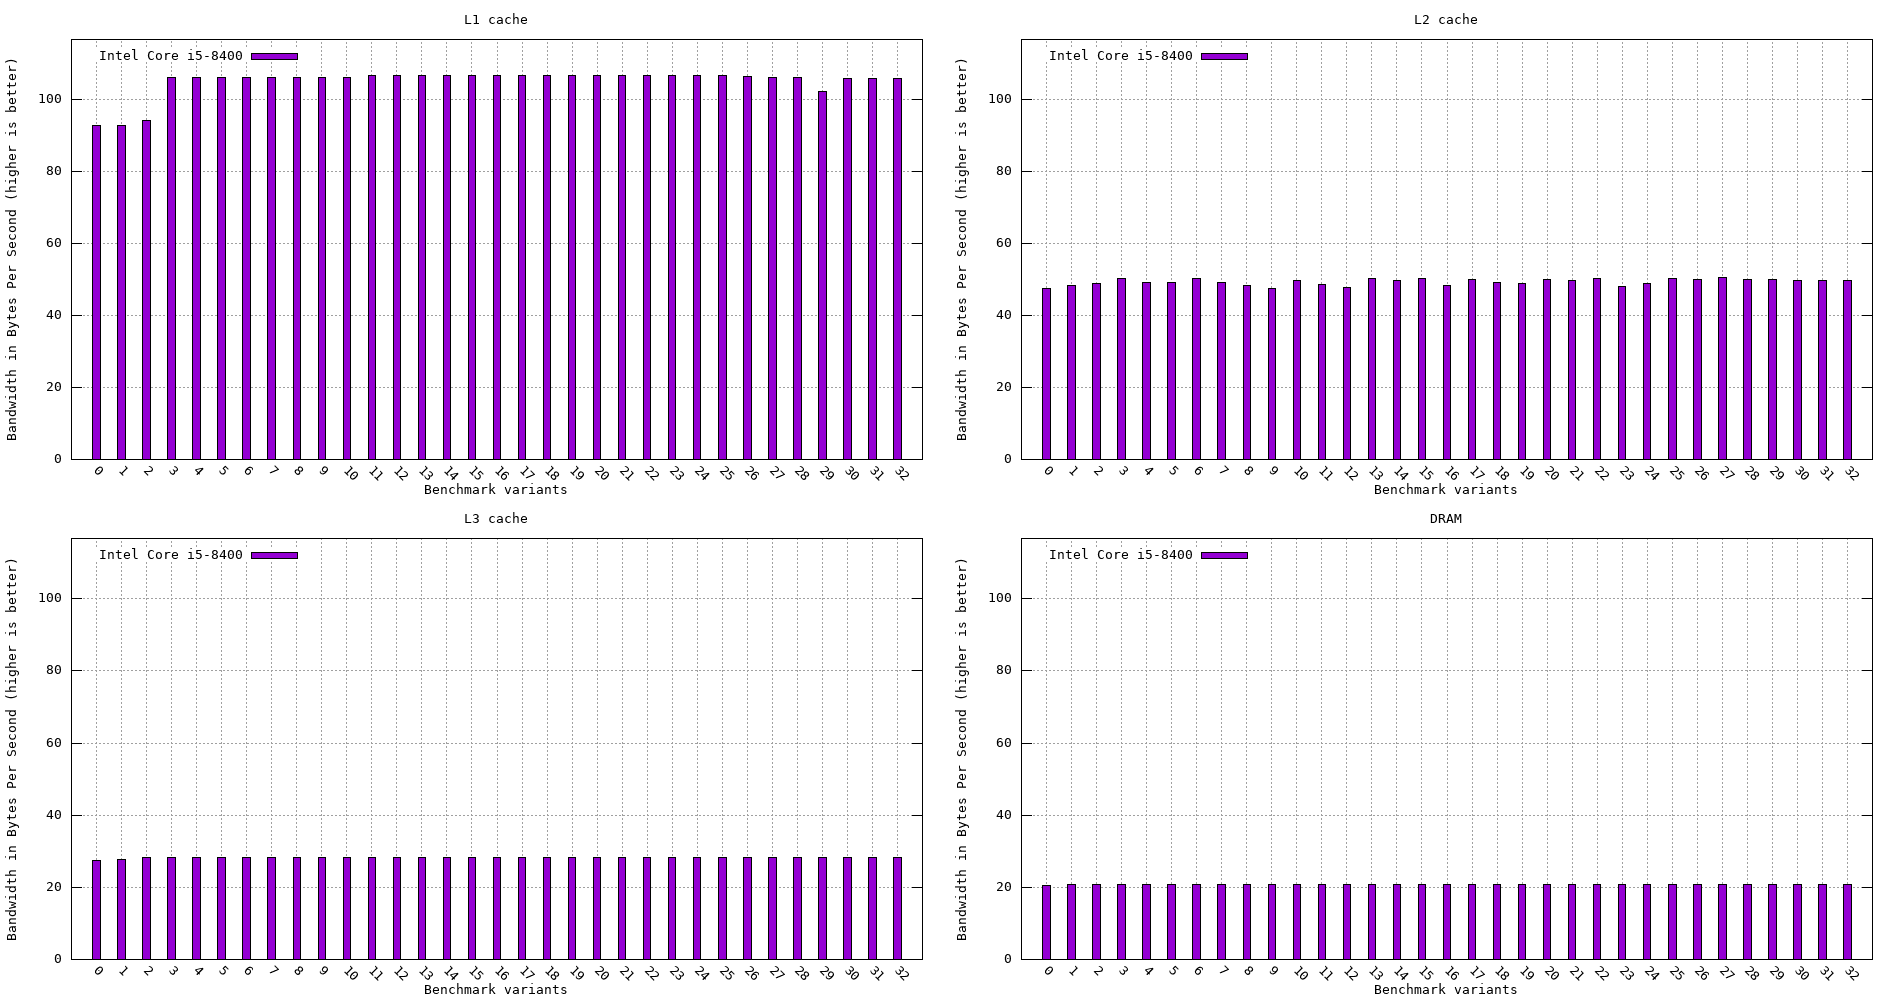 L1 cache
Intel Core i5-8400
Bandwidth in Bytes Per Second (higher is better)
100
80
60
40
20
0
0 1 2 3 4 5 6 7 8 9 10 11 12 13 14 15 16 17 18 19 20 21 22 23 24 25 26 27 28 29 30 31 32
Benchmark variants
L2 cache
Intel Core i5-8400
Bandwidth in Bytes Per Second (higher is better)
100
80
60
40
20
0
0 1 2 3 4 5 6 7 8 9 10 11 12 13 14 15 16 17 18 19 20 21 22 23 24 25 26 27 28 29 30 31 32
Benchmark variants
L3 cache
Intel Core i5-8400
Bandwidth in Bytes Per Second (higher is better)
100
80
60
40
20
0
0 1 2 3 4 5 6 7 8 9 10 11 12 13 14 15 16 17 18 19 20 21 22 23 24 25 26 27 28 29 30 31 32
Benchmark variants
DRAM
Intel Core i5-8400
Bandwidth in Bytes Per Second (higher is better)
100
80
60
40
20
0
0 1 2 3 4 5 6 7 8 9 10 11 12 13 14 15 16 17 18 19 20 21 22 23 24 25 26 27 28 29 30 31 32
Benchmark variants